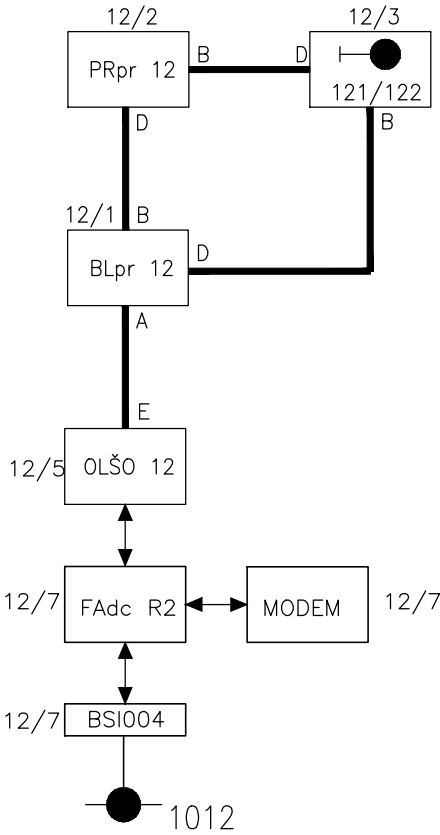 12/2
12/3
PRpr 12
B
D
121/122
D
B
12/1
B
BLpr 12
D
A
E
12/5
OLŠO 12
12/7
FAdc R2
MODEM
12/7
12/7
BSI004
1012